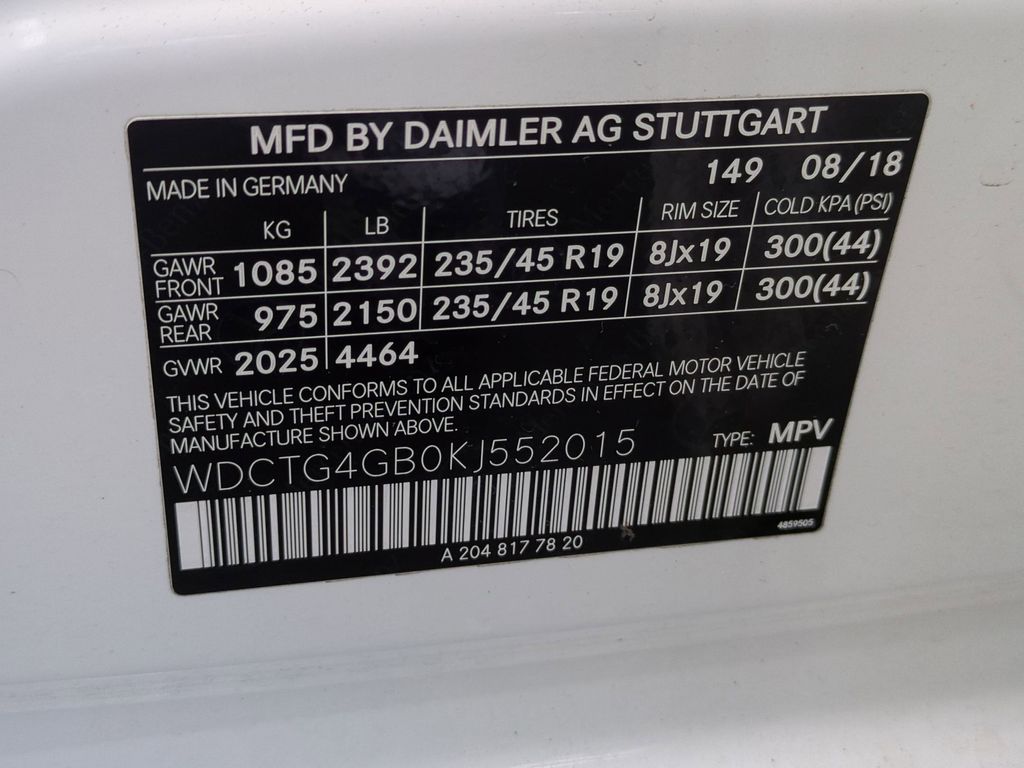 MFD BY DAIMLER AG STUTTGART
MADE IN GERMANY 149 08/18
KG LB TIRES RIM SIZE COLD KPA (PSI)
GAWR FRONT 1085 2392 235/45 R19 8Jx19 300(44)
GAWR REAR 975 2150 235/45 R19 8Jx19 300(44)
GVWR 2025 4464
THIS VEHICLE CONFORMS TO ALL APPLICABLE FEDERAL MOTOR VEHICLE
SAFETY AND THEFT PREVENTION STANDARDS IN EFFECT ON THE DATE OF
MANUFACTURE SHOWN ABOVE.
WDCTG4GB0KJ552015 TYPE: MPV
A 204 817 78 20 4859505